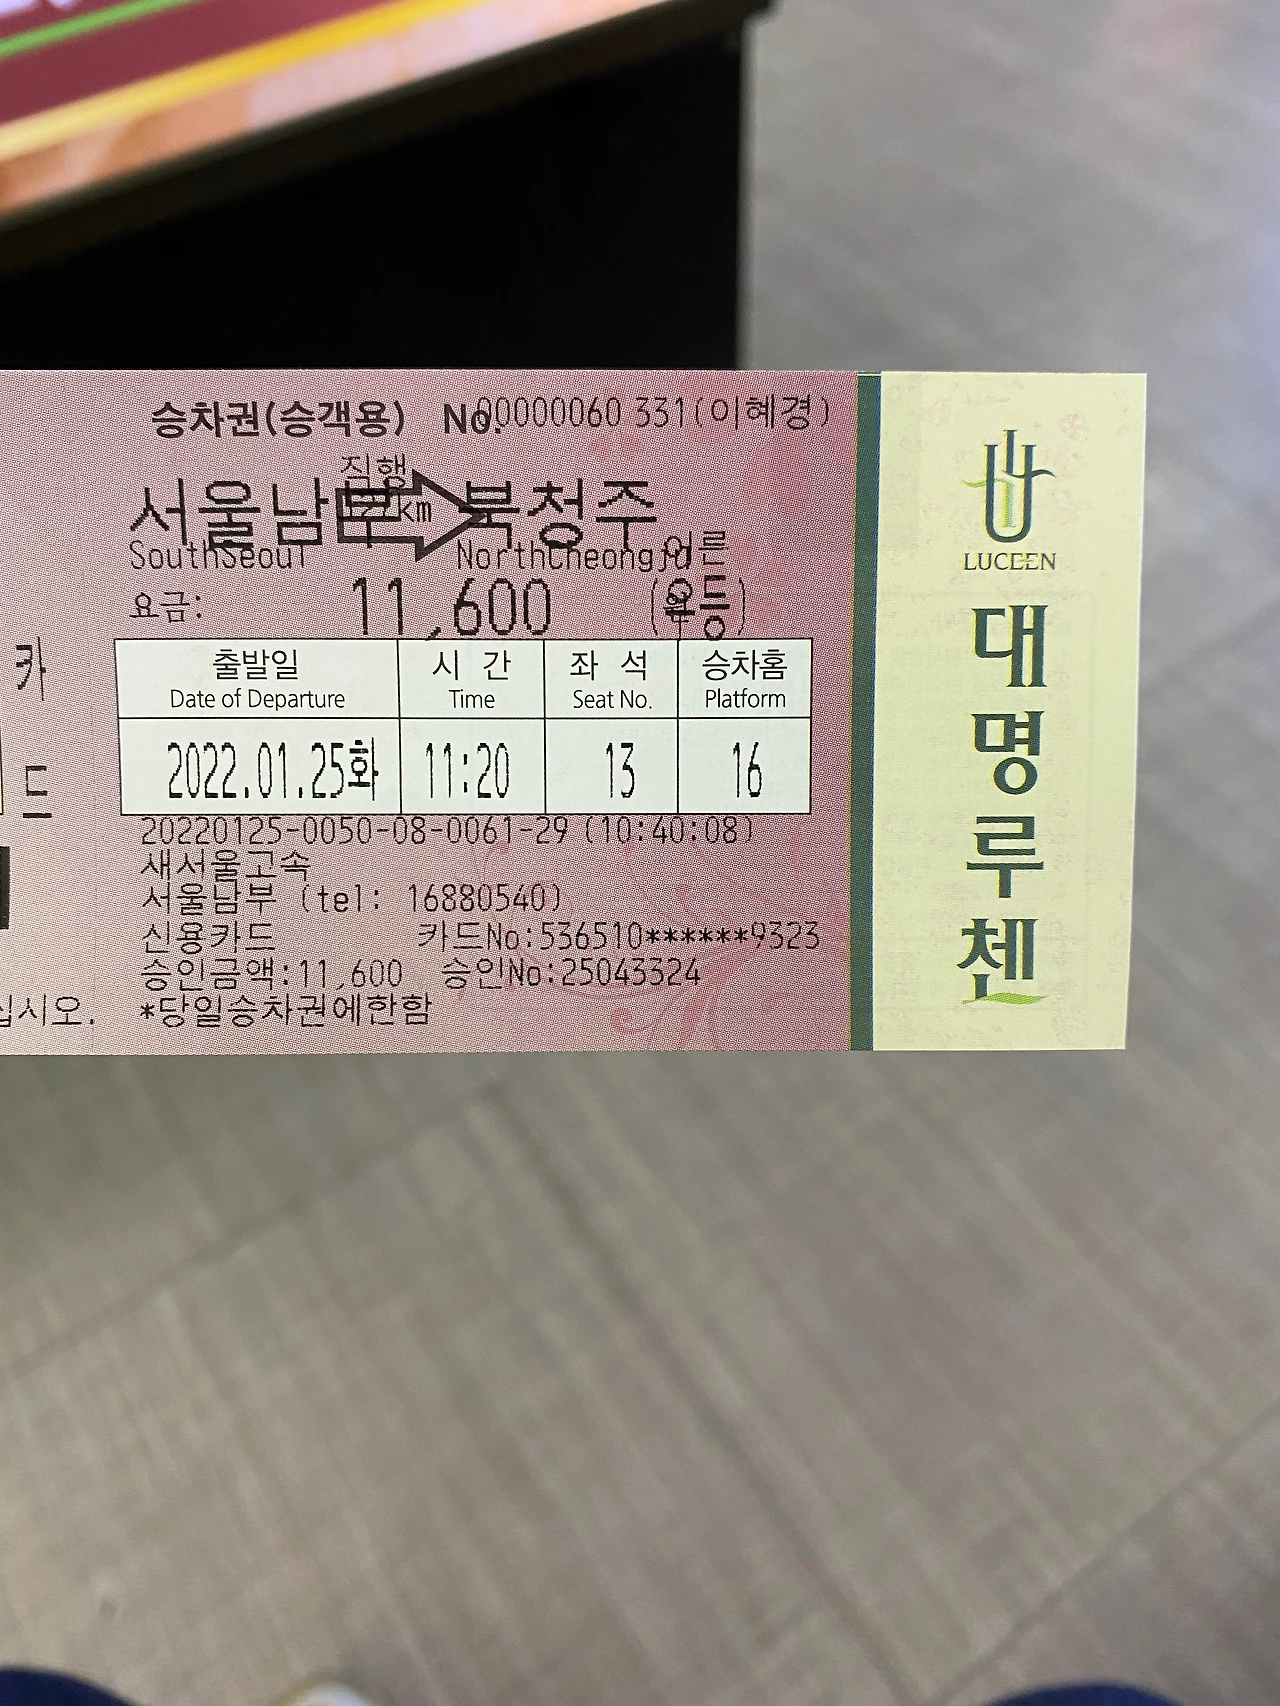 승차권(승객용) No.00000060 331(이혜경)
직행
서울남부 km 북청주
SouthSeoul NorthCheongju 어른
요금: 11,600 (우등)
출발일 시 간 좌 석 승차홈
Date of Departure Time Seat No. Platform
2022.01.25화 11:20 13 16
20220125-0050-08-0061-29 (10:40:08)
새서울고속
서울남부 (tel: 16880540)
신용카드 카드No:536510******9323
승인금액:11,600 승인No:25043324
*당일승차권에한함
카
드
십시오.
LUCEEN
대명루첸